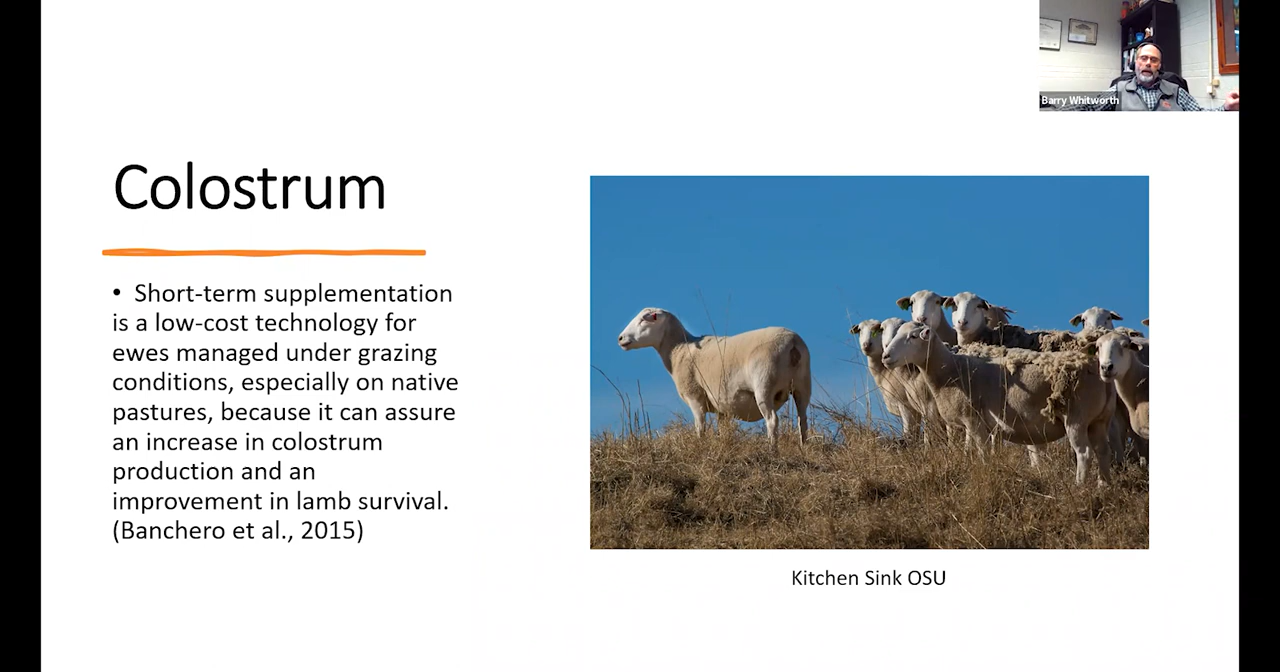 Barry Whitworth
Colostrum
• Short-term supplementation
is a low-cost technology for
ewes managed under grazing
conditions, especially on native
pastures, because it can assure
an increase in colostrum
production and an
improvement in lamb survival.
(Banchero et al., 2015)
Kitchen Sink OSU